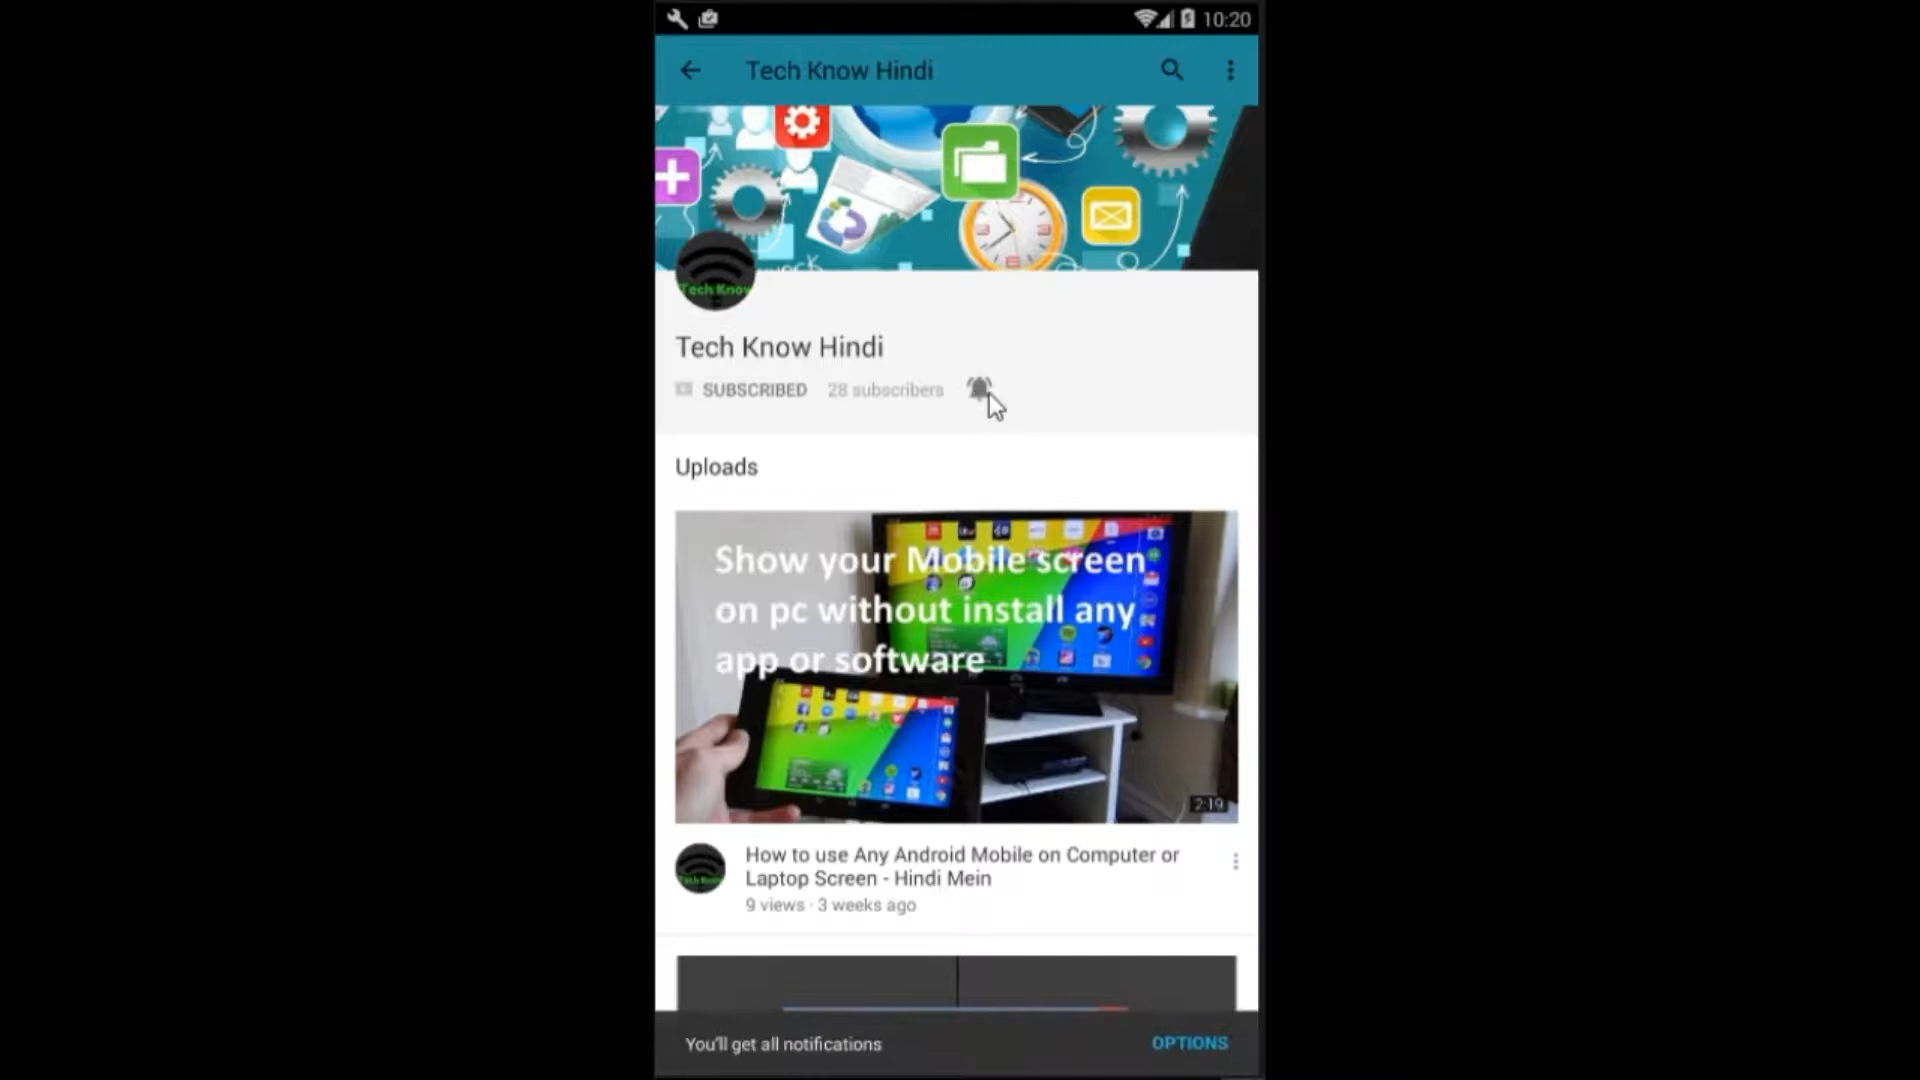 10:20
Tech Know Hindi
Tech Know
Tech Know Hindi
SUBSCRIBED 28 subscribers
Uploads
Show your Mobile screen
on pc without install any
app or software
2:19
How to use Any Android Mobile on Computer or
Laptop Screen - Hindi Mein
9 views · 3 weeks ago
You'll get all notifications
OPTIONS